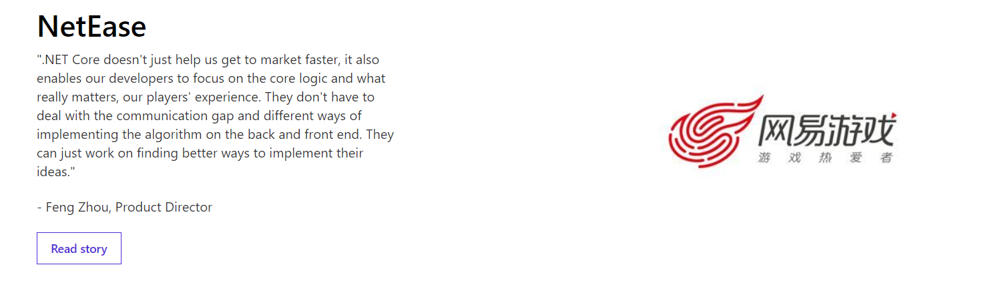 NetEase
".NET Core doesn't just help us get to market faster, it also
enables our developers to focus on the core logic and what
really matters, our players' experience. They don't have to
deal with the communication gap and different ways of
implementing the algorithm on the back and front end. They
can just work on finding better ways to implement their
ideas."
- Feng Zhou, Product Director
Read story
网易游戏
游戏热爱者